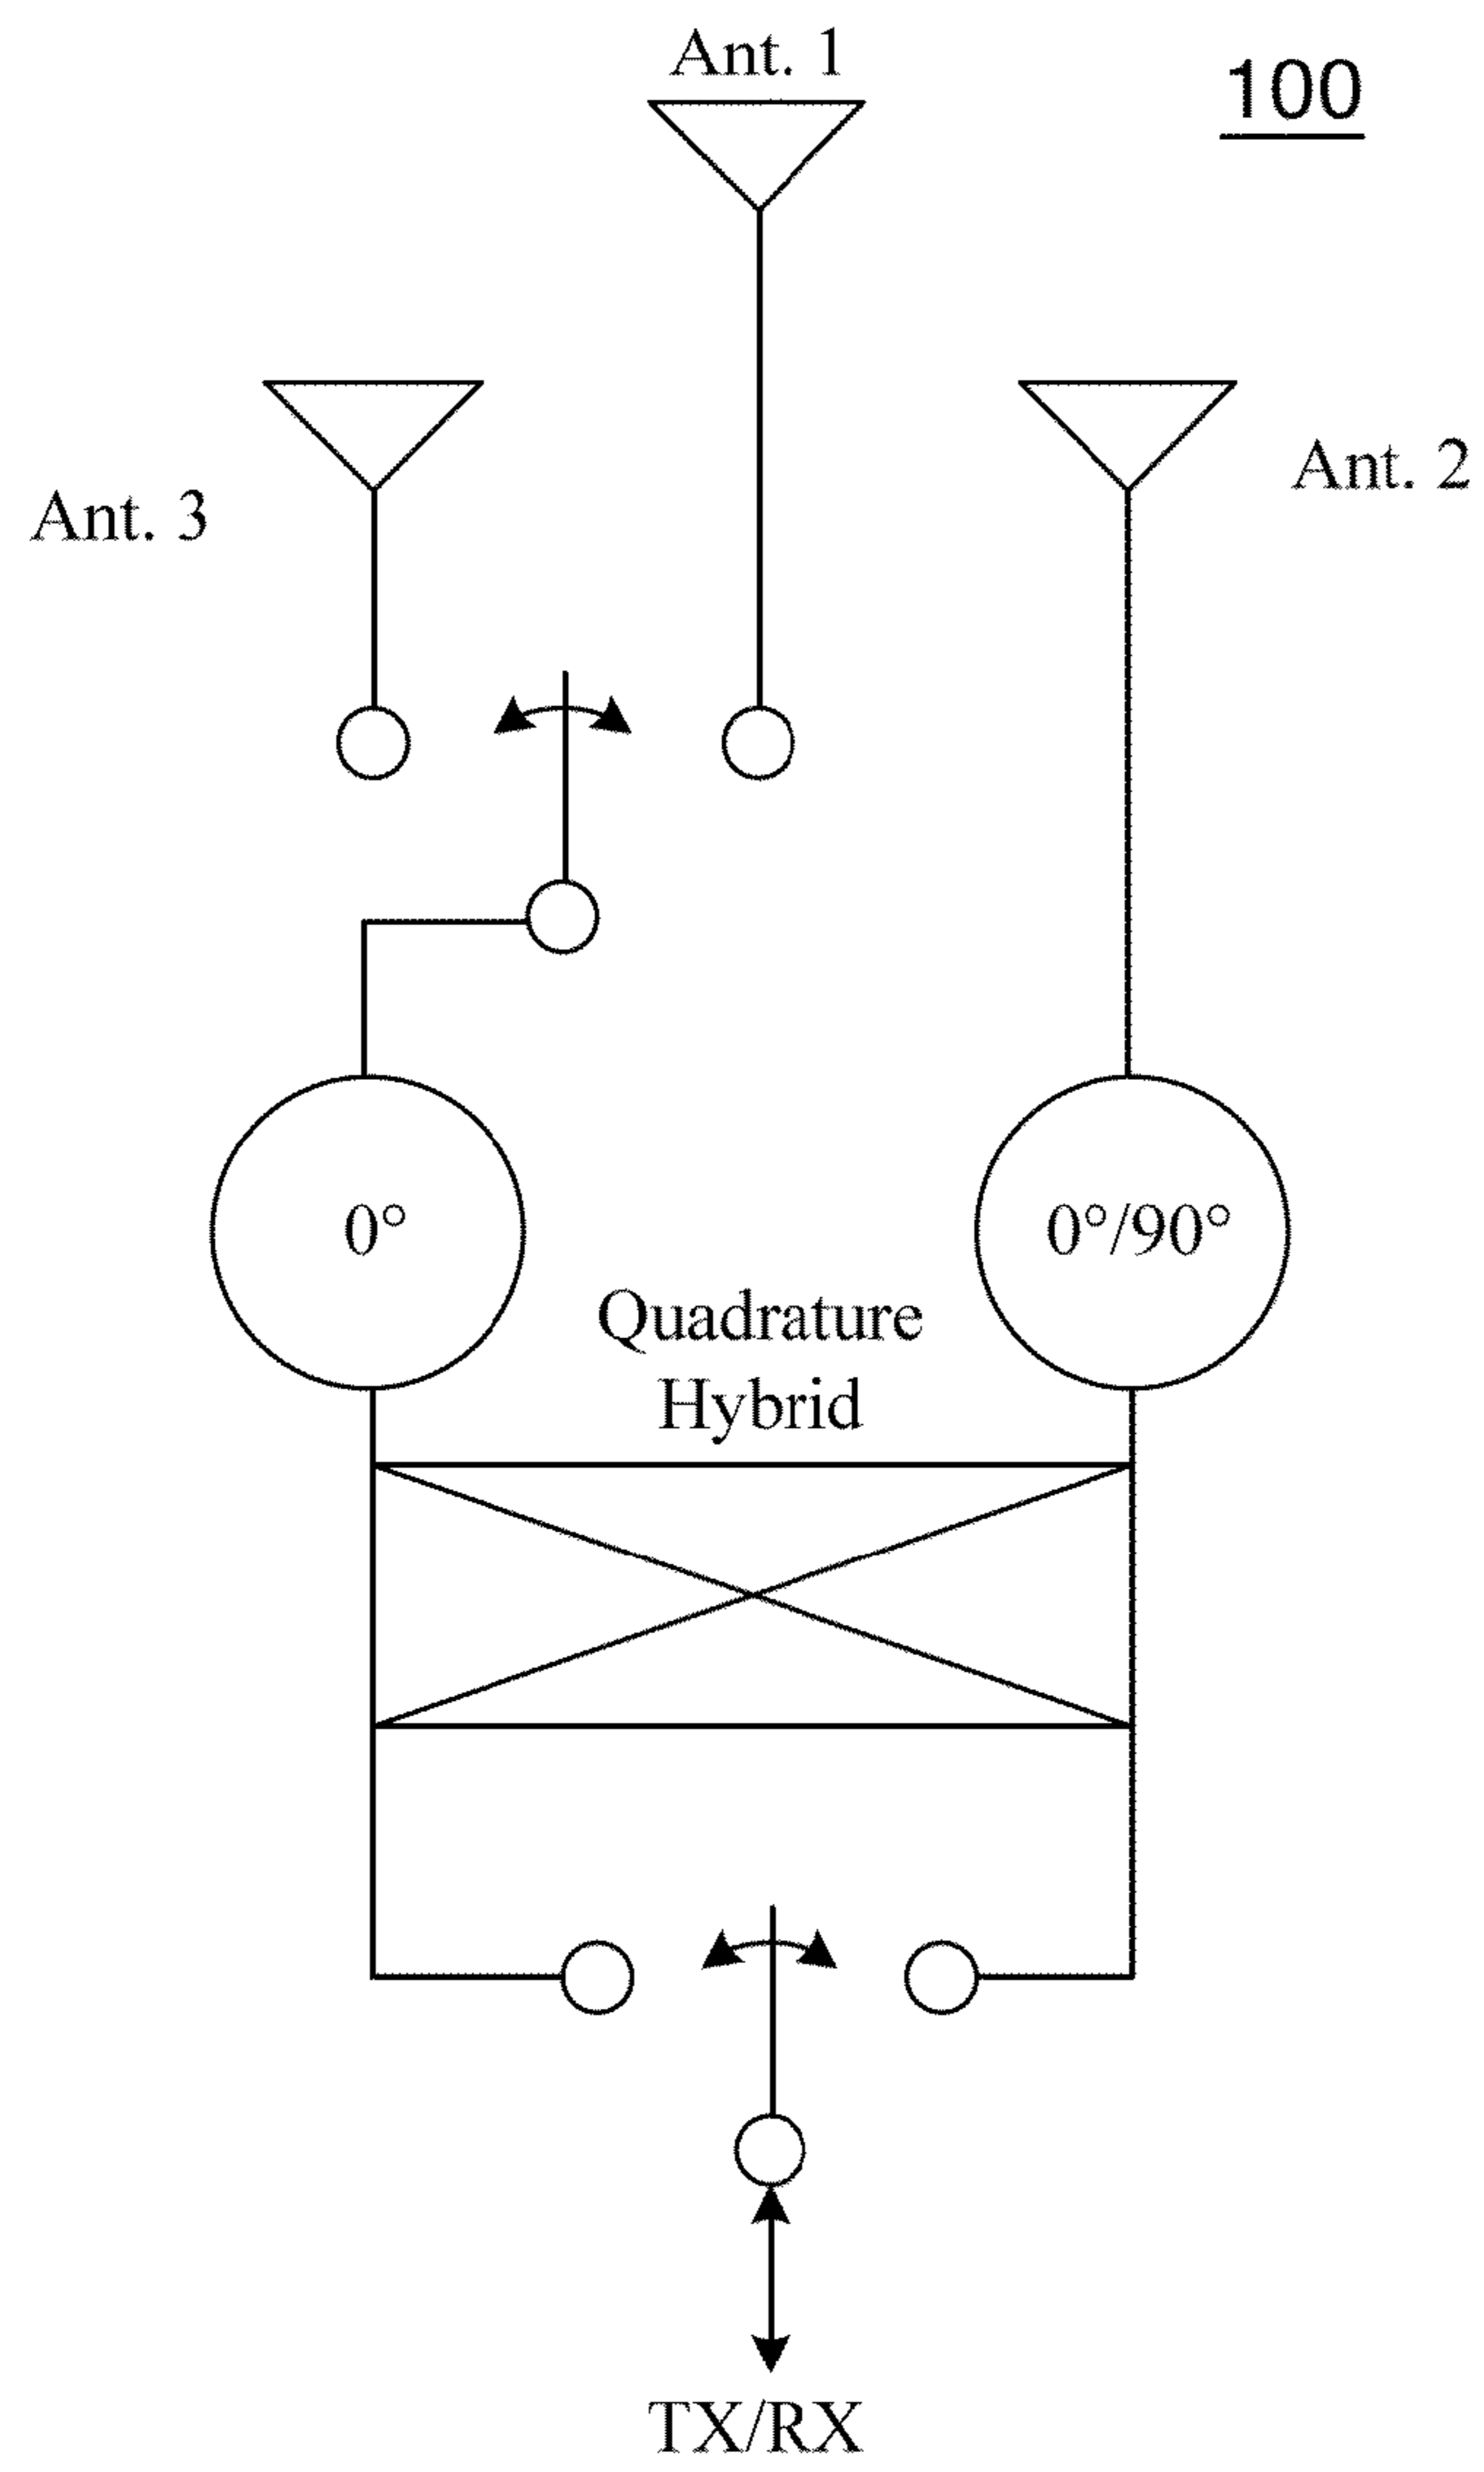 Ant. 1
100
Ant. 3
Ant. 2
0°
0°/90°
Quadrature
Hybrid
TX/RX